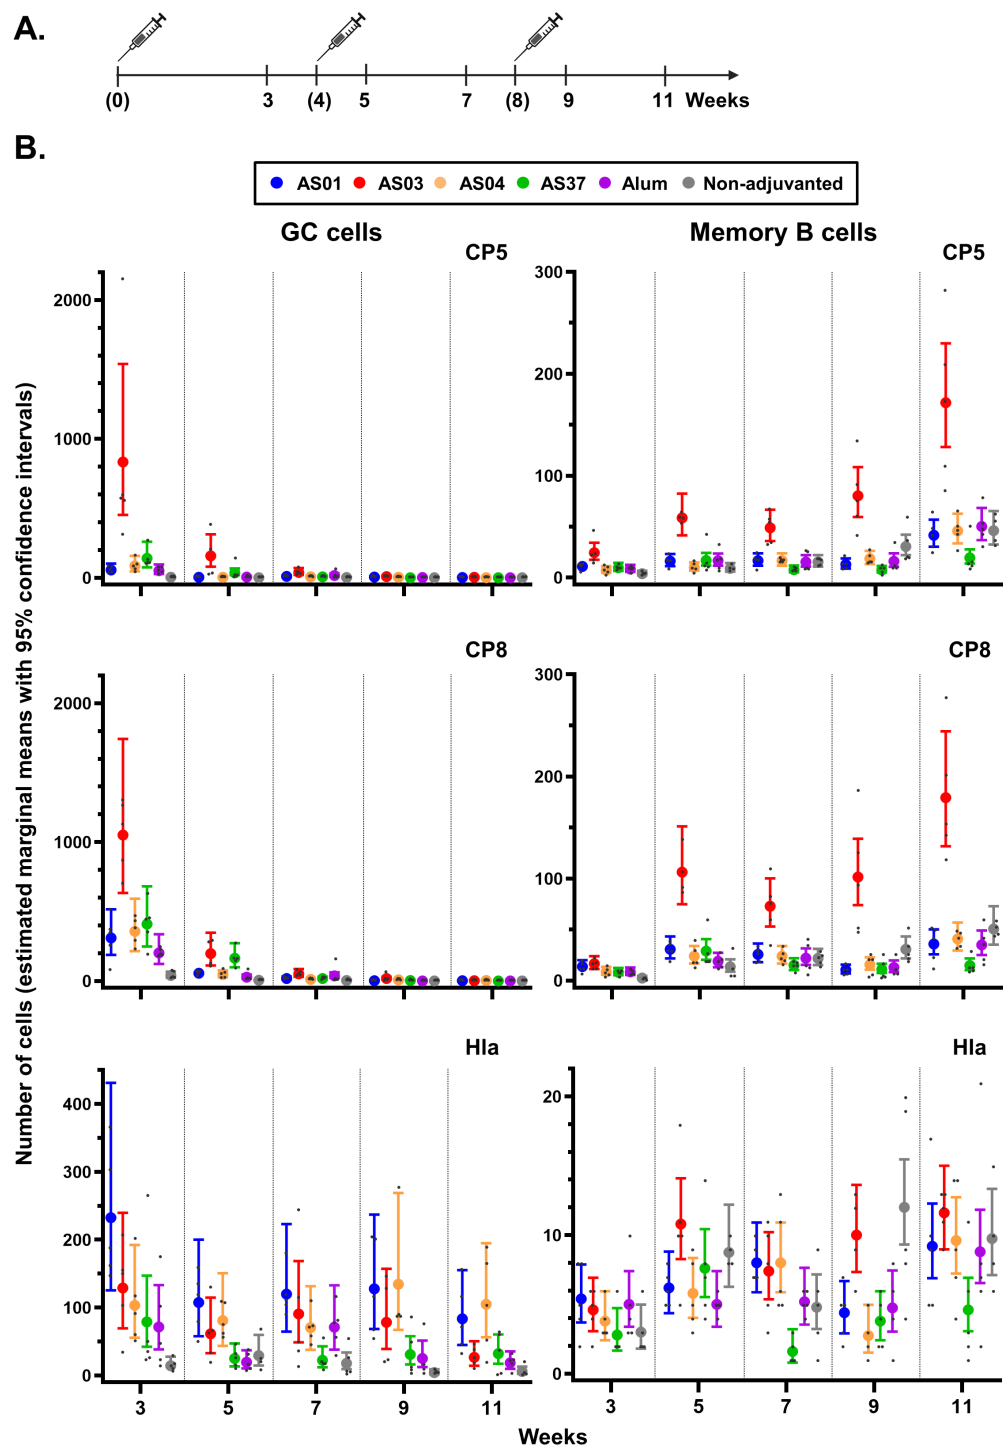 A.
(0) 3 (4) 5 7 (8) 9 11 Weeks
B.
AS01 AS03 AS04 AS37 Alum Non-adjuvanted
GC cells
Memory B cells
Number of cells (estimated marginal means with 95% confidence intervals)
CP5
2000
1000
0
CP5
300
200
100
0
CP8
2000
1000
0
CP8
300
200
100
0
Hla
400
300
200
100
0
3 5 7 9 11
Hla
20
10
0
3 5 7 9 11
Weeks